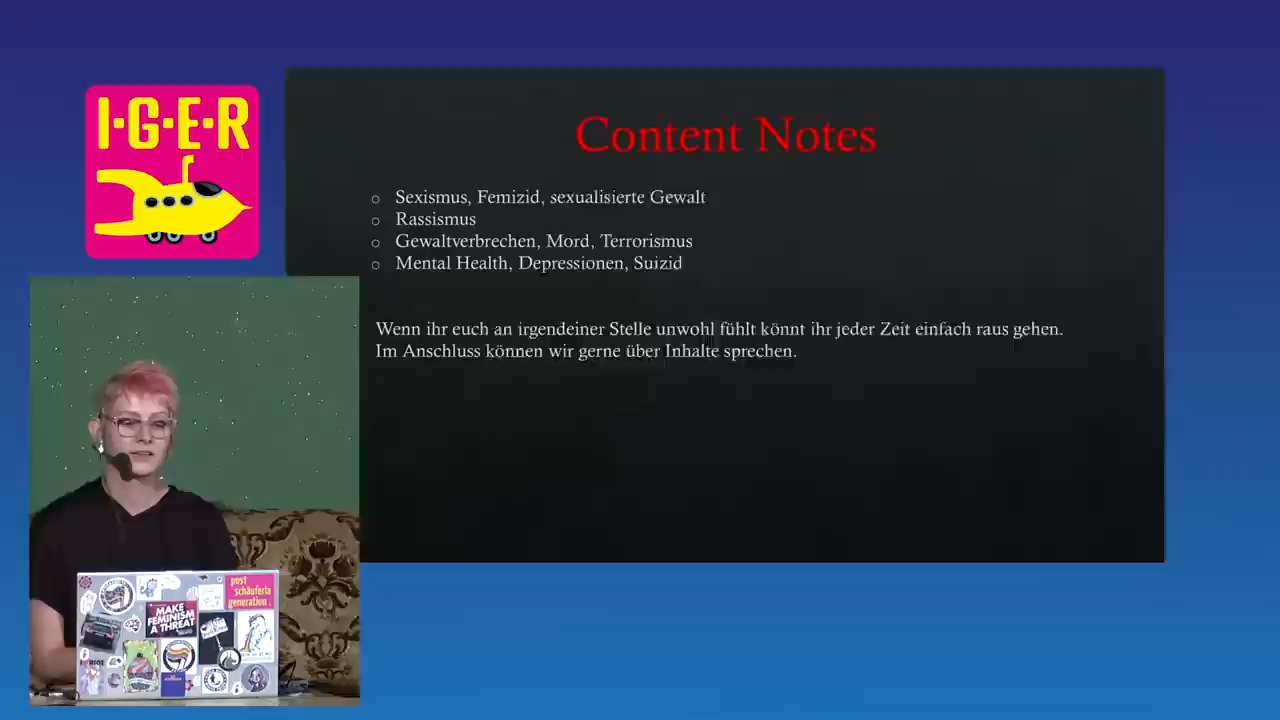 I·G·E·R
Content Notes
Sexismus, Femizid, sexualisierte Gewalt
Rassismus
Gewaltverbrechen, Mord, Terrorismus
Mental Health, Depressionen, Suizid
Wenn ihr euch an irgendeiner Stelle unwohl fühlt könnt ihr jeder Zeit einfach raus gehen.
Im Anschluss können wir gerne über Inhalte sprechen.
post
schäuferla
generation
MAKE
FEMINISM
A THREAT